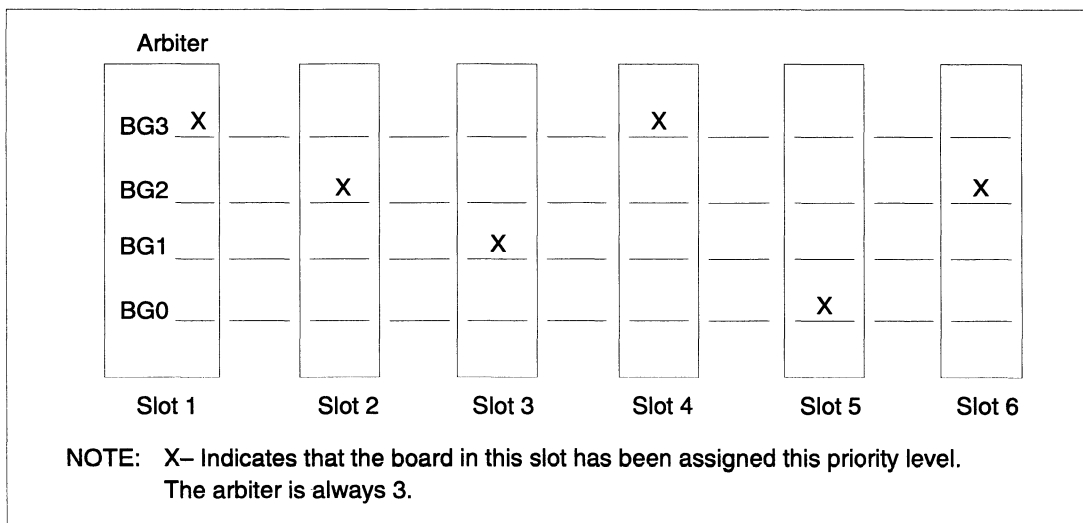 Arbiter
BG3 X X
BG2 X X
BG1 X
BG0 X
Slot 1 Slot 2 Slot 3 Slot 4 Slot 5 Slot 6
NOTE: X– Indicates that the board in this slot has been assigned this priority level.
The arbiter is always 3.